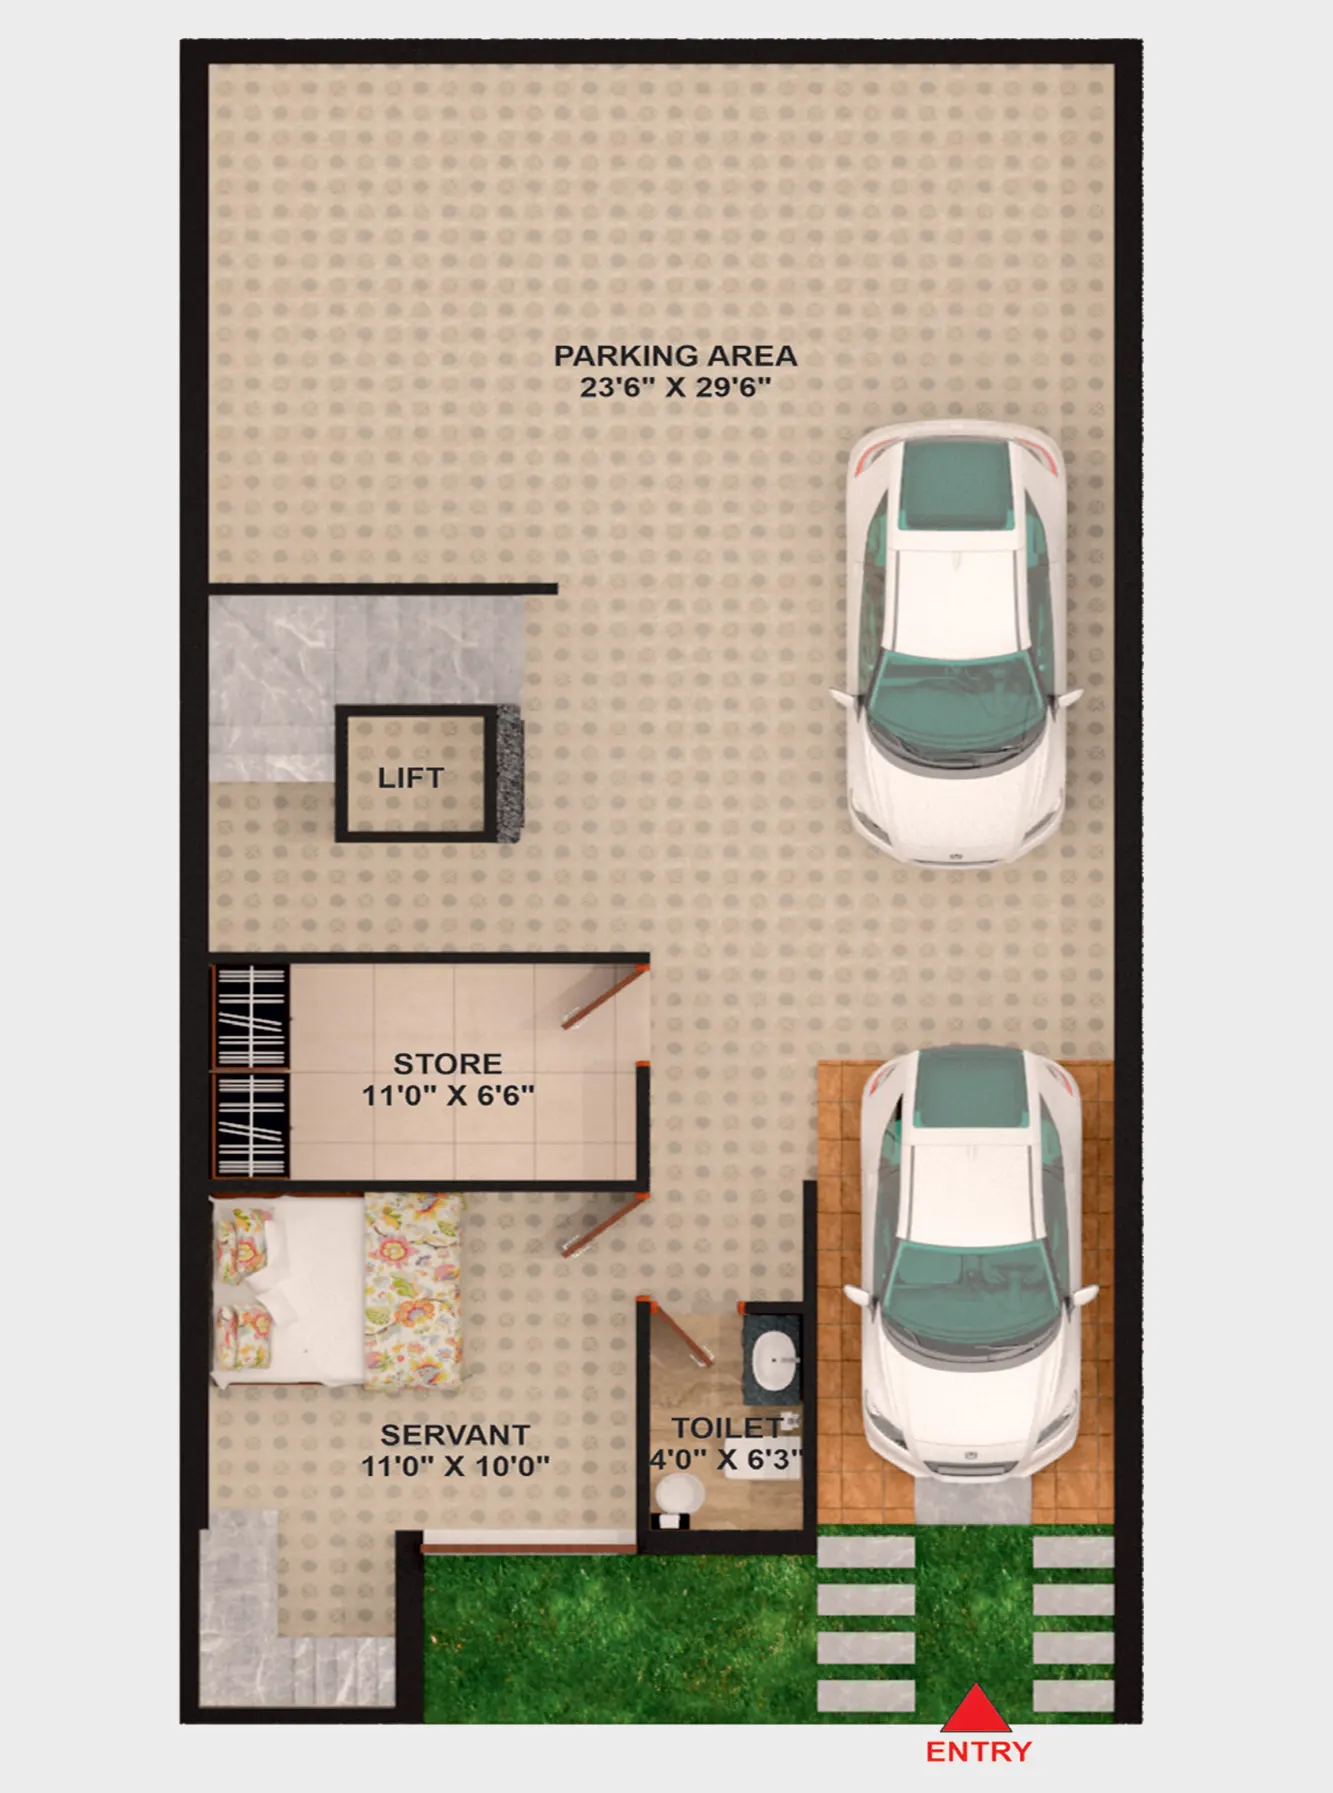 PARKING AREA
23'6" X 29'6"
LIFT
STORE
11'0" X 6'6"
SERVANT
11'0" X 10'0"
TOILET
4'0" X 6'3"
ENTRY